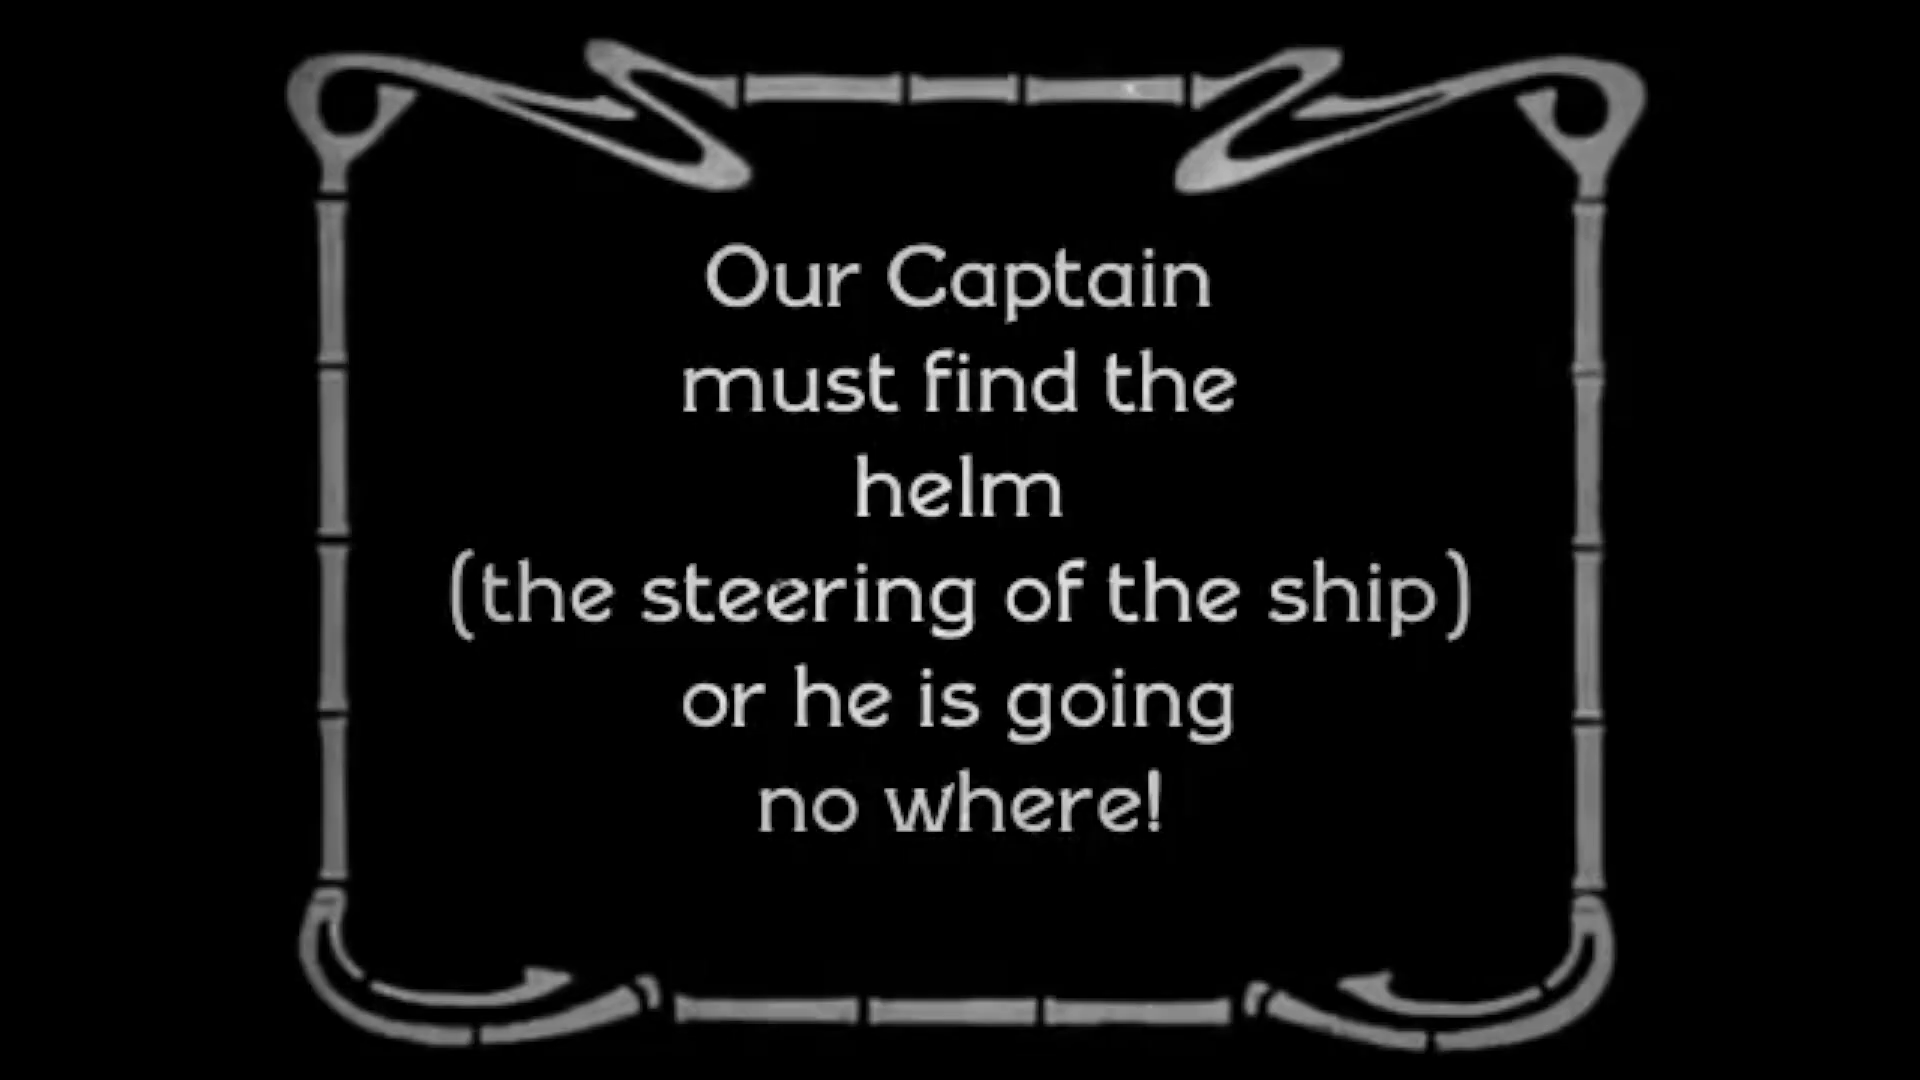 Our Captain
must find the
helm
(the steering of the ship)
or he is going
no where!